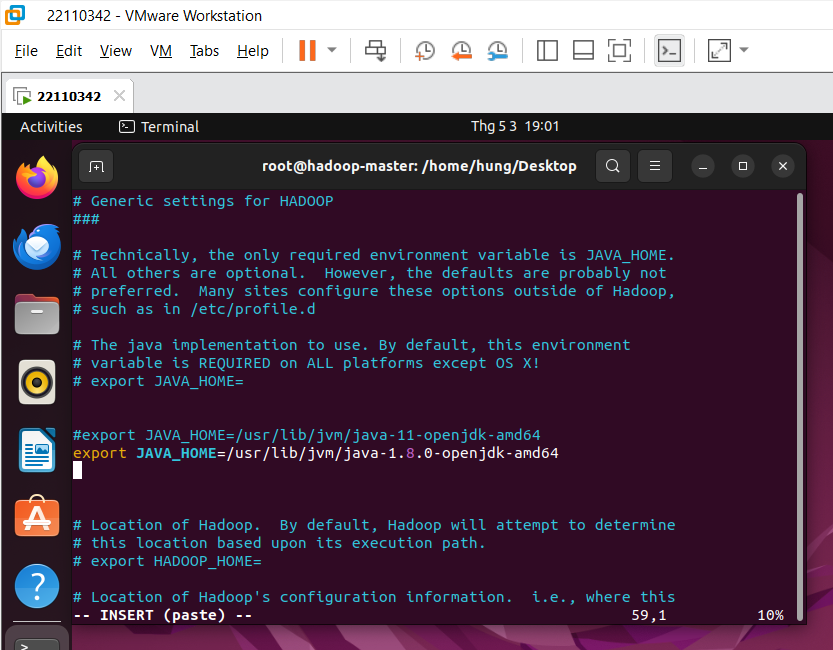 22110342 - VMware Workstation
File Edit View VM Tabs Help
22110342
Activities Terminal Thg 5 3 19:01
root@hadoop-master: /home/hung/Desktop
# Generic settings for HADOOP
###
# Technically, the only required environment variable is JAVA_HOME.
# All others are optional.  However, the defaults are probably not
# preferred.  Many sites configure these options outside of Hadoop,
# such as in /etc/profile.d
# The java implementation to use. By default, this environment
# variable is REQUIRED on ALL platforms except OS X!
# export JAVA_HOME=
#export JAVA_HOME=/usr/lib/jvm/java-11-openjdk-amd64
export JAVA_HOME=/usr/lib/jvm/java-1.8.0-openjdk-amd64
# Location of Hadoop.  By default, Hadoop will attempt to determine
# this location based upon its execution path.
# export HADOOP_HOME=
# Location of Hadoop's configuration information.  i.e., where this
-- INSERT (paste) -- 59,1 10%